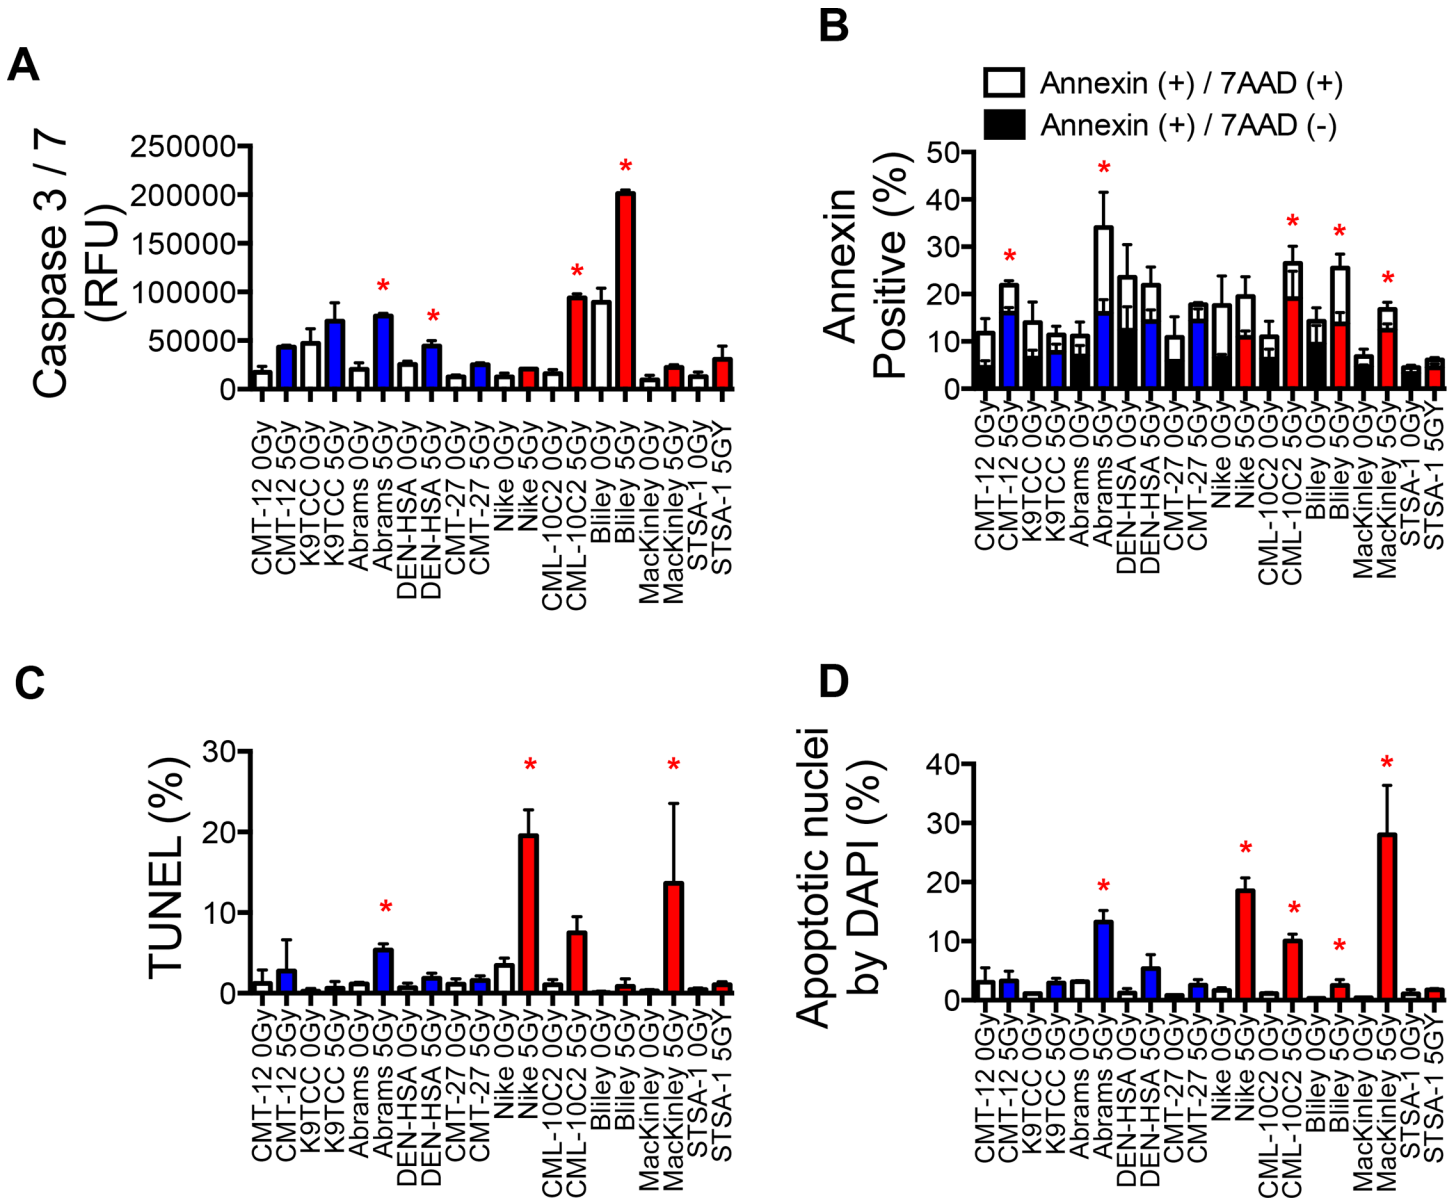 A
Caspase 3 / 7
(RFU)
250000
200000
150000
100000
50000
0
*
*
*
*
CMT-12 0Gy
CMT-12 5Gy
K9TCC 0Gy
K9TCC 5Gy
Abrams 0Gy
Abrams 5Gy
DEN-HSA 0Gy
DEN-HSA 5Gy
CMT-27 0Gy
CMT-27 5Gy
Nike 0Gy
Nike 5Gy
CML-10C2 0Gy
CML-10C2 5Gy
Bliley 0Gy
Bliley 5Gy
MacKinley 0Gy
MacKinley 5Gy
STSA-1 0Gy
STSA-1 5GY
B
Annexin (+) / 7AAD (+)
Annexin (+) / 7AAD (-)
Annexin
Positive (%)
50
40
30
20
10
0
*
*
*
*
*
CMT-12 0Gy
CMT-12 5Gy
K9TCC 0Gy
K9TCC 5Gy
Abrams 0Gy
Abrams 5Gy
DEN-HSA 0Gy
DEN-HSA 5Gy
CMT-27 0Gy
CMT-27 5Gy
Nike 0Gy
Nike 5Gy
CML-10C2 0Gy
CML-10C2 5Gy
Bliley 0Gy
Bliley 5Gy
MacKinley 0Gy
MacKinley 5Gy
STSA-1 0Gy
STSA-1 5GY
C
TUNEL (%)
30
20
10
0
*
*
*
CMT-12 0Gy
CMT-12 5Gy
K9TCC 0Gy
K9TCC 5Gy
Abrams 0Gy
Abrams 5Gy
DEN-HSA 0Gy
DEN-HSA 5Gy
CMT-27 0Gy
CMT-27 5Gy
Nike 0Gy
Nike 5Gy
CML-10C2 0Gy
CML-10C2 5Gy
Bliley 0Gy
Bliley 5Gy
MacKinley 0Gy
MacKinley 5Gy
STSA-1 0Gy
STSA-1 5GY
D
Apoptotic nuclei
by DAPI (%)
40
30
20
10
0
*
*
*
*
*
CMT-12 0Gy
CMT-12 5Gy
K9TCC 0Gy
K9TCC 5Gy
Abrams 0Gy
Abrams 5Gy
DEN-HSA 0Gy
DEN-HSA 5Gy
CMT-27 0Gy
CMT-27 5Gy
Nike 0Gy
Nike 5Gy
CML-10C2 0Gy
CML-10C2 5Gy
Bliley 0Gy
Bliley 5Gy
MacKinley 0Gy
MacKinley 5Gy
STSA-1 0Gy
STSA-1 5GY